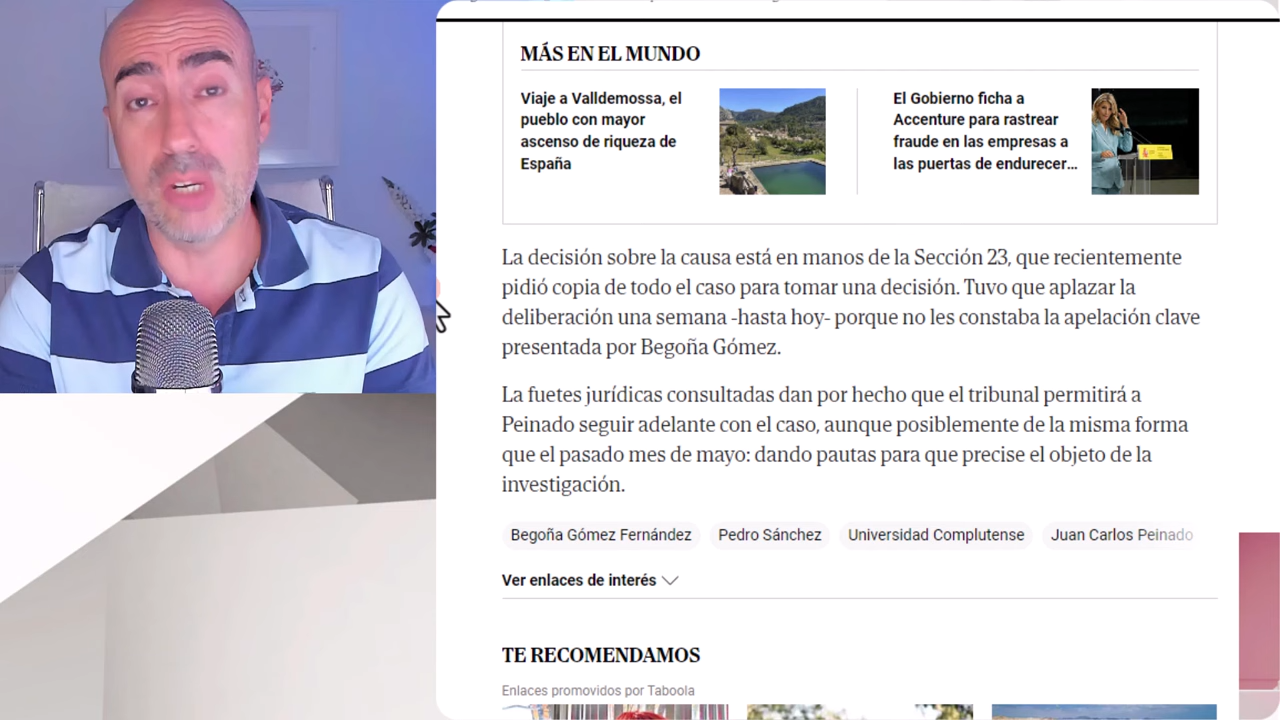 MÁS EN EL MUNDO
Viaje a Valldemossa, el
pueblo con mayor
ascenso de riqueza de
España
El Gobierno ficha a
Accenture para rastrear
fraude en las empresas a
las puertas de endurecer...
La decisión sobre la causa está en manos de la Sección 23, que recientemente
pidió copia de todo el caso para tomar una decisión. Tuvo que aplazar la
deliberación una semana -hasta hoy- porque no les constaba la apelación clave
presentada por Begoña Gómez.
La fuetes jurídicas consultadas dan por hecho que el tribunal permitirá a
Peinado seguir adelante con el caso, aunque posiblemente de la misma forma
que el pasado mes de mayo: dando pautas para que precise el objeto de la
investigación.
Begoña Gómez Fernández Pedro Sánchez Universidad Complutense Juan Carlos Peinado
Ver enlaces de interés
TE RECOMENDAMOS
Enlaces promovidos por Taboola